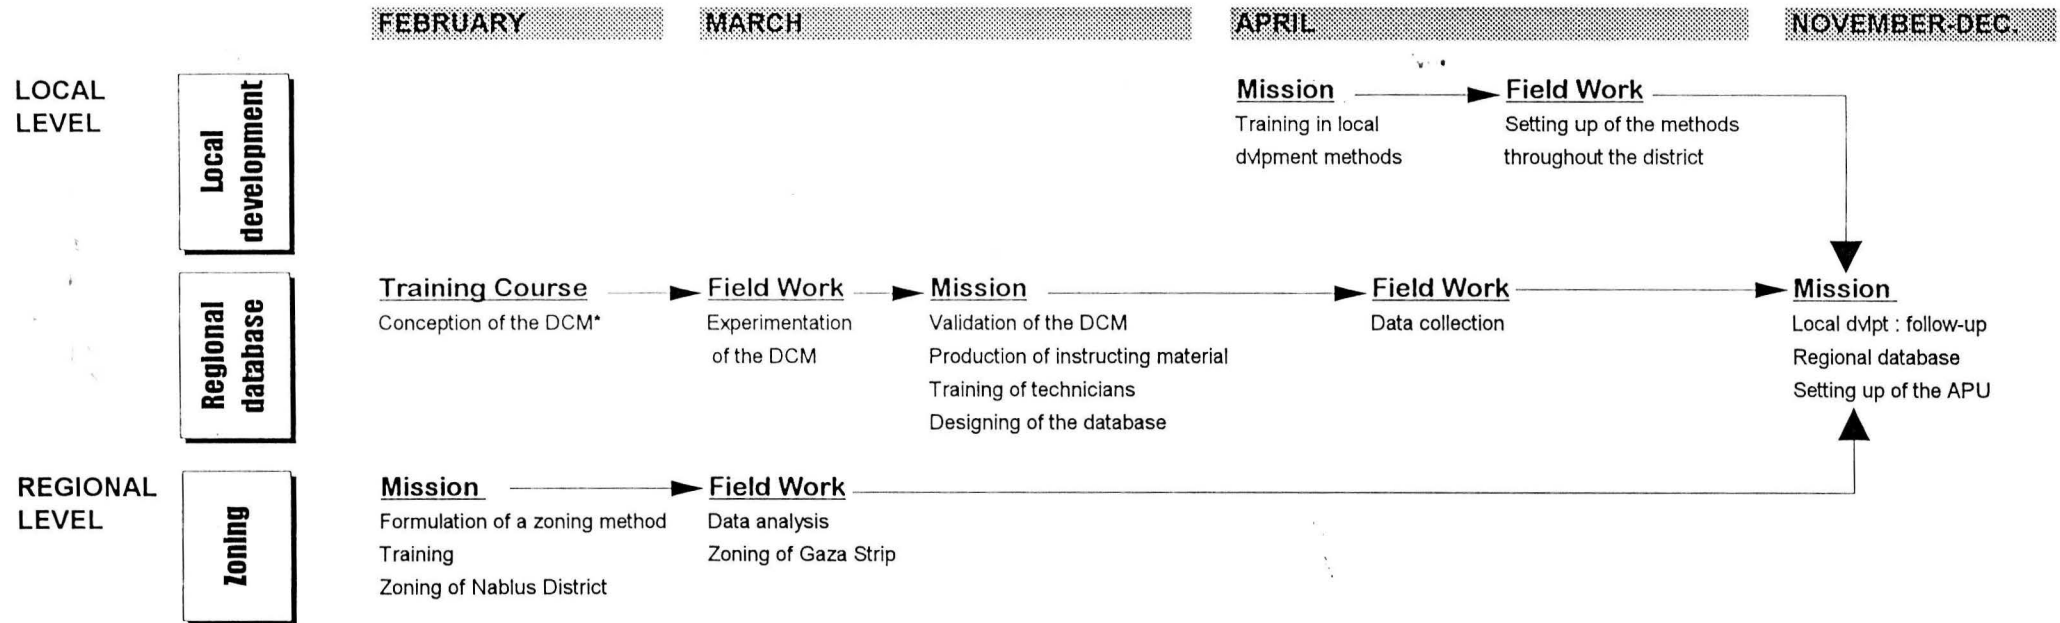 FEBRUARY
MARCH
APRIL
NOVEMBER-DEC.
LOCAL
LEVEL
Local
development
Mission
Training in local
dvlpment methods
Field Work
Setting up of the methods
throughout the district
Regional
database
Training Course
Conception of the DCM*
Field Work
Experimentation
of the DCM
Mission
Validation of the DCM
Production of instructing material
Training of technicians
Designing of the database
Field Work
Data collection
Mission
Local dvlpt : follow-up
Regional database
Setting up of the APU
REGIONAL
LEVEL
Zoning
Mission
Formulation of a zoning method
Training
Zoning of Nablus District
Field Work
Data analysis
Zoning of Gaza Strip